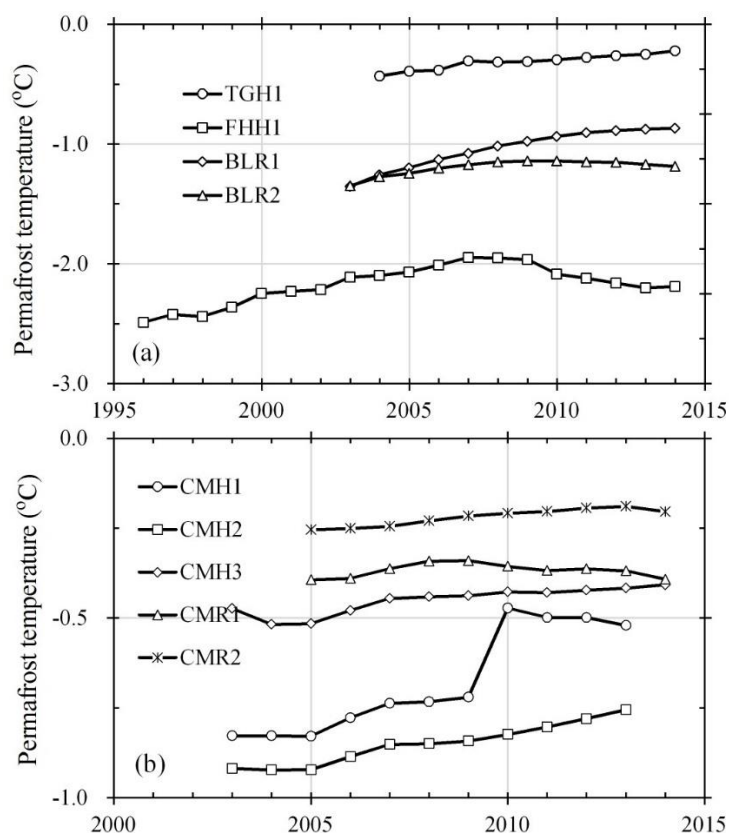 0.0
TGH1
FHH1
BLR1
BLR2
-1.0
-2.0
-3.0
Permafrost temperature (°C)
(a)
1995 2000 2005 2010 2015
0.0
CMH1
CMH2
CMH3
CMR1
CMR2
-0.5
-1.0
Permafrost temperature (°C)
(b)
2000 2005 2010 2015